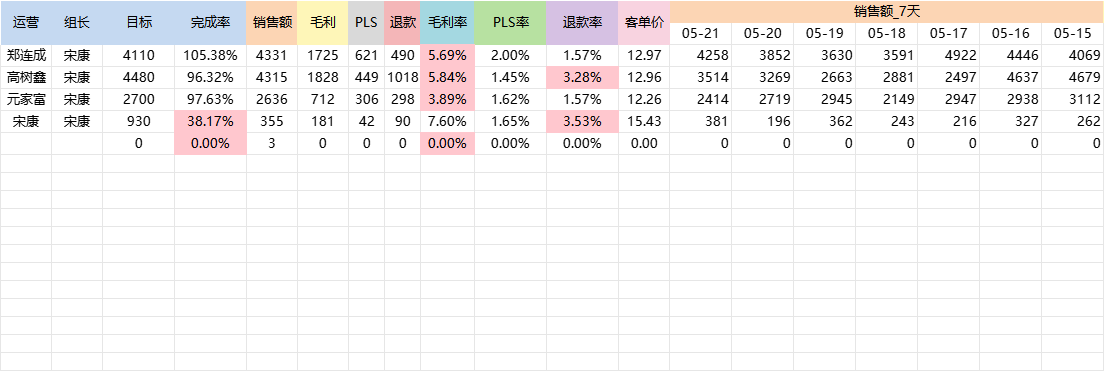 运营 组长 目标 完成率 销售额 毛利 PLS 退款 毛利率 PLS率 退款率 客单价 销售额_7天
05-21 05-20 05-19 05-18 05-17 05-16 05-15
郑连成 宋康 4110 105.38% 4331 1725 621 490 5.69% 2.00% 1.57% 12.97 4258 3852 3630 3591 4922 4446 4069
高树鑫 宋康 4480 96.32% 4315 1828 449 1018 5.84% 1.45% 3.28% 12.96 3514 3269 2663 2881 2497 4637 4679
元家富 宋康 2700 97.63% 2636 712 306 298 3.89% 1.62% 1.57% 12.26 2414 2719 2945 2149 2947 2938 3112
宋康 宋康 930 38.17% 355 181 42 90 7.60% 1.65% 3.53% 15.43 381 196 362 243 216 327 262
0 0.00% 3 0 0 0 0.00% 0.00% 0.00% 0.00 0 0 0 0 0 0 0